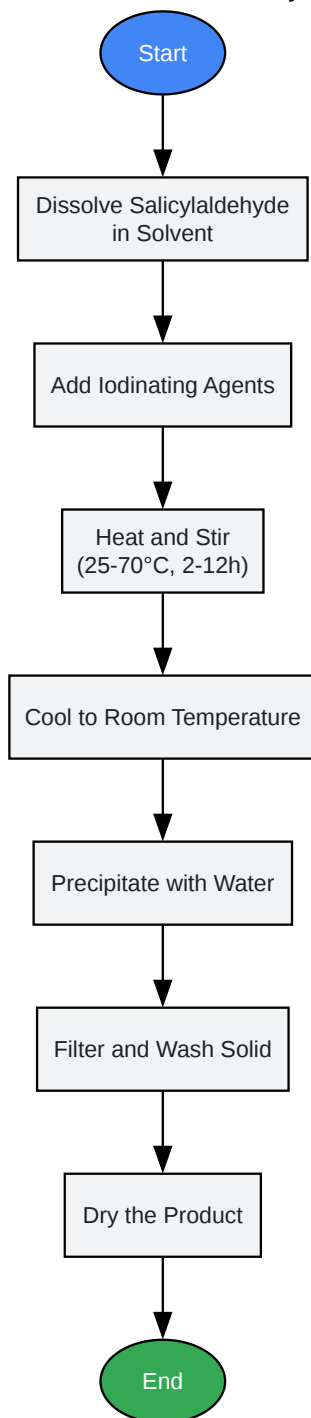 Start
Dissolve Salicylaldehyde
in Solvent
Add Iodinating Agents
Heat and Stir
(25-70°C, 2-12h)
Cool to Room Temperature
Precipitate with Water
Filter and Wash Solid
Dry the Product
End